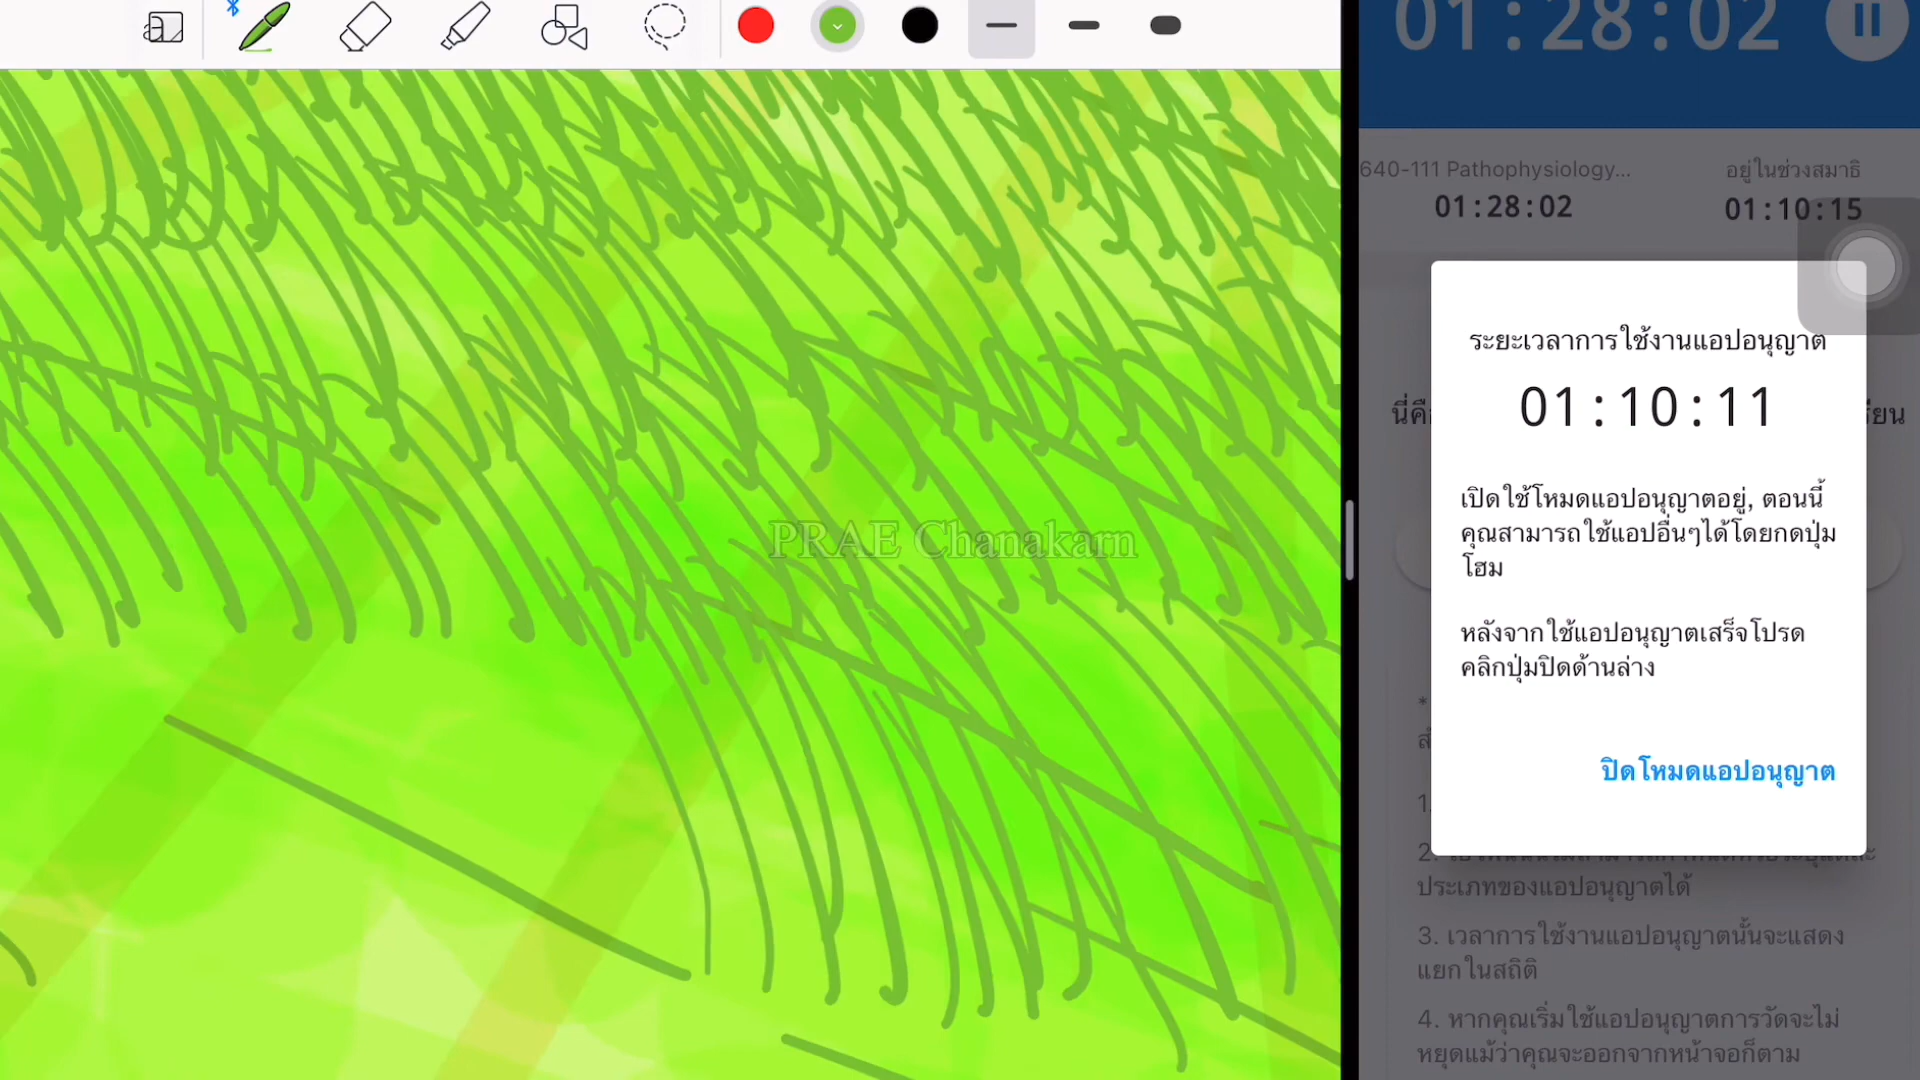 01:28:02
640-111 Pathophysiology...
อยู่ในช่วงสมาธิ
01:28:02
01:10:15
ระยะเวลาการใช้งานแอปอนุญาต
01:10:11
นี่คื
รียน
เปิดใช้โหมดแอปอนุญาตอยู่, ตอนนี้
คุณสามารถใช้แอปอื่นๆได้โดยกดปุ่ม
โฮม
PRAE Chanakarn
หลังจากใช้แอปอนุญาตเสร็จโปรด
คลิกปุ่มปิดด้านล่าง
*
ปิดโหมดแอปอนุญาต
1.
2.
ประเภทของแอปอนุญาตได้
3. เวลาการใช้งานแอปอนุญาตนั้นจะแสดง
แยกในสถิติ
4. หากคุณเริ่มใช้แอปอนุญาตการวัดจะไม่
หยุดแม้ว่าคุณจะออกจากหน้าจอก็ตาม